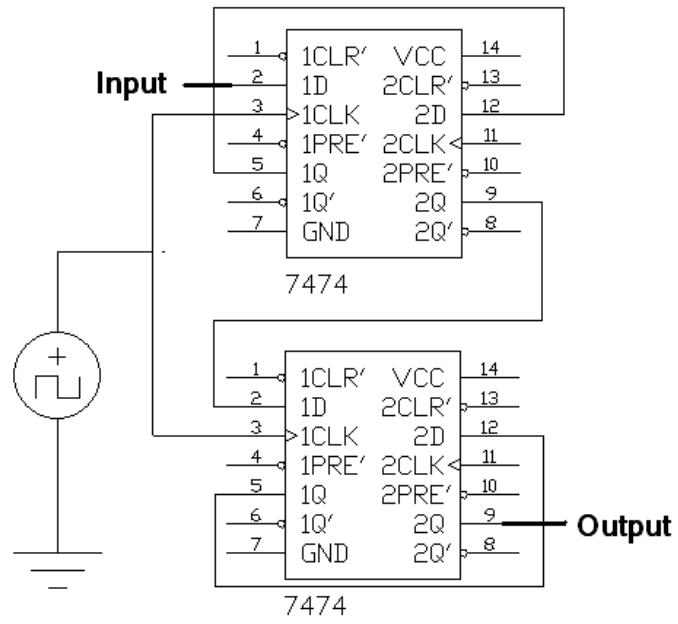 1 1CLR′ VCC 14
Input 2 1D 2CLR′ 13
3 1CLK 2D 12
4 1PRE′ 2CLK 11
5 1Q 2PRE′ 10
6 1Q′ 2Q 9
7 GND 2Q′ 8
7474
+
1 1CLR′ VCC 14
2 1D 2CLR′ 13
3 1CLK 2D 12
4 1PRE′ 2CLK 11
5 1Q 2PRE′ 10
6 1Q′ 2Q 9 Output
7 GND 2Q′ 8
7474